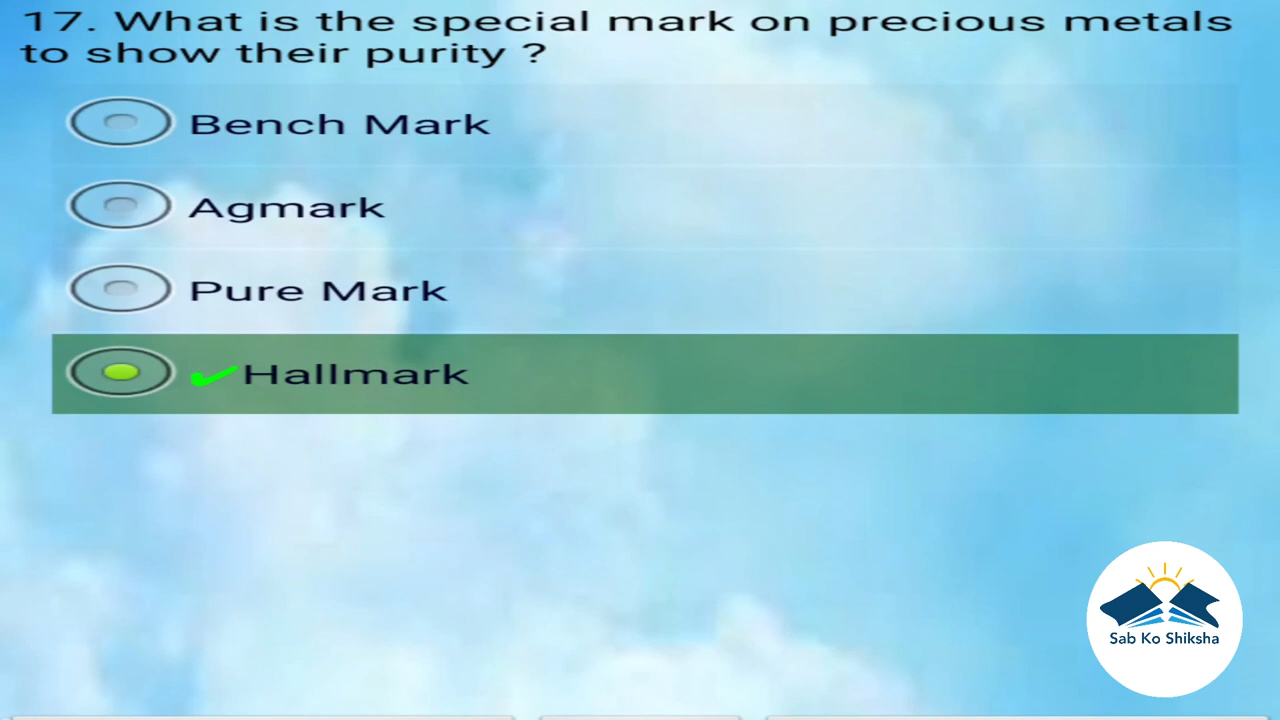 17. What is the special mark on precious metals
to show their purity ?
Bench Mark
Agmark
Pure Mark
✔Hallmark
Sab Ko Shiksha